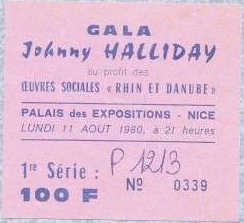 GALA
Johnny HALLIDAY
au profit des
ŒUVRES SOCIALES « RHIN ET DANUBE »
PALAIS des EXPOSITIONS - NICE
LUNDI 11 AOUT 1980, à 21 heures
1re Série : P 1213
100 F Nº 0339